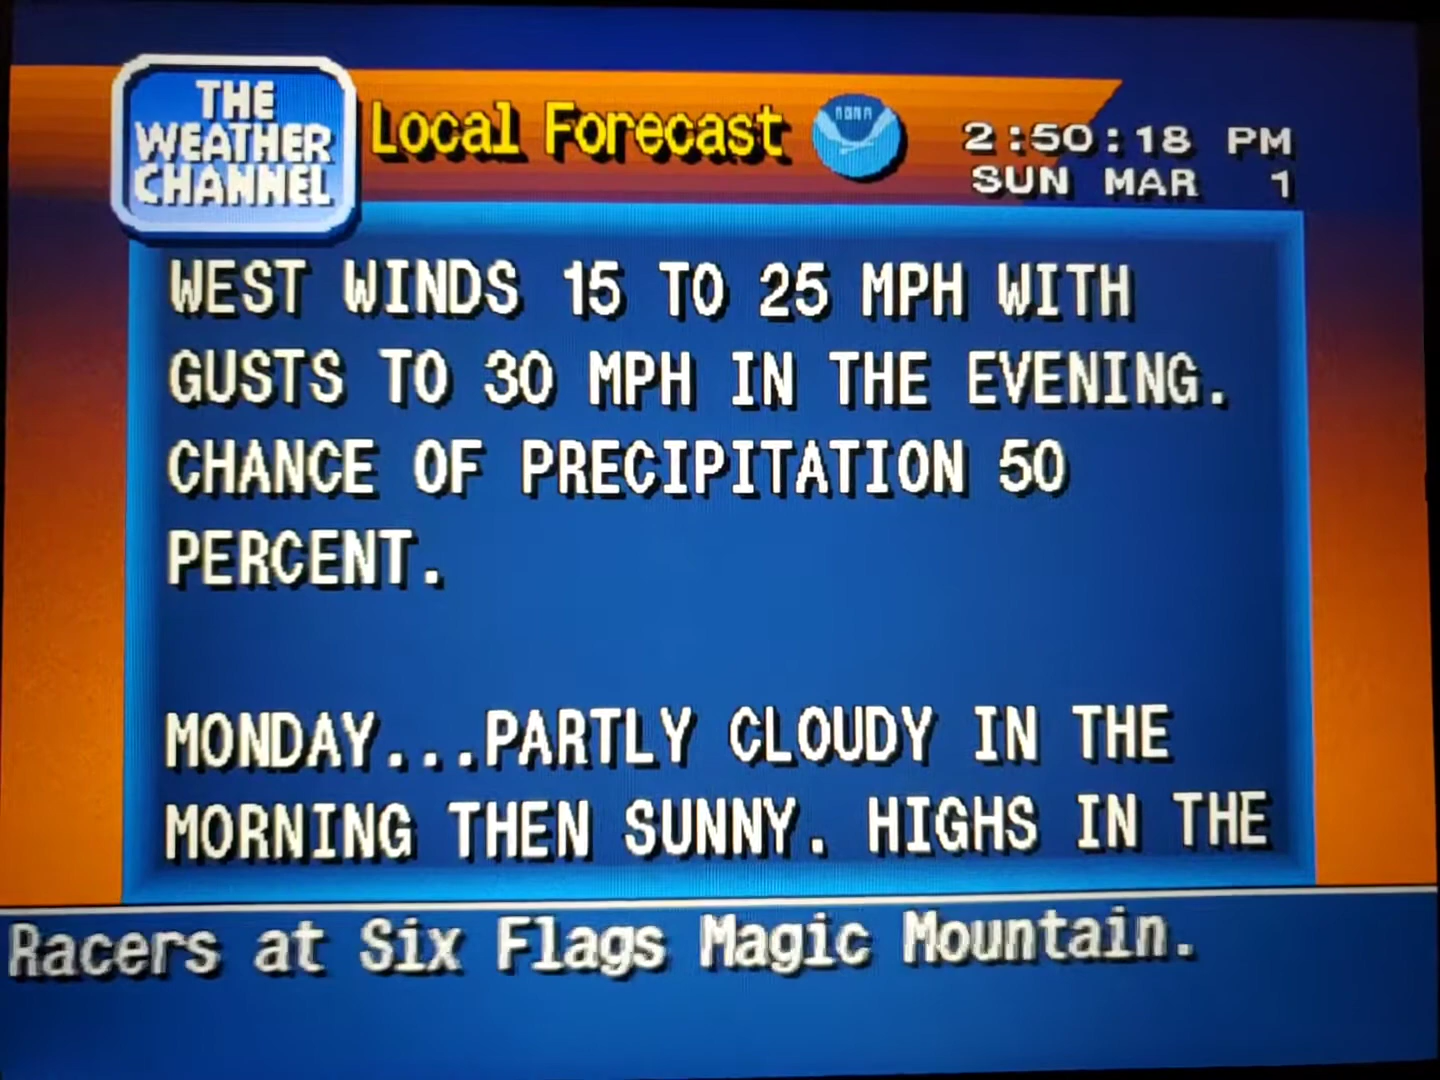 THE
WEATHER
CHANNEL
Local Forecast
NOAA
2:50:18 PM
SUN MAR 1
WEST WINDS 15 TO 25 MPH WITH
GUSTS TO 30 MPH IN THE EVENING.
CHANCE OF PRECIPITATION 50
PERCENT.
MONDAY...PARTLY CLOUDY IN THE
MORNING THEN SUNNY. HIGHS IN THE
Racers at Six Flags Magic Mountain.